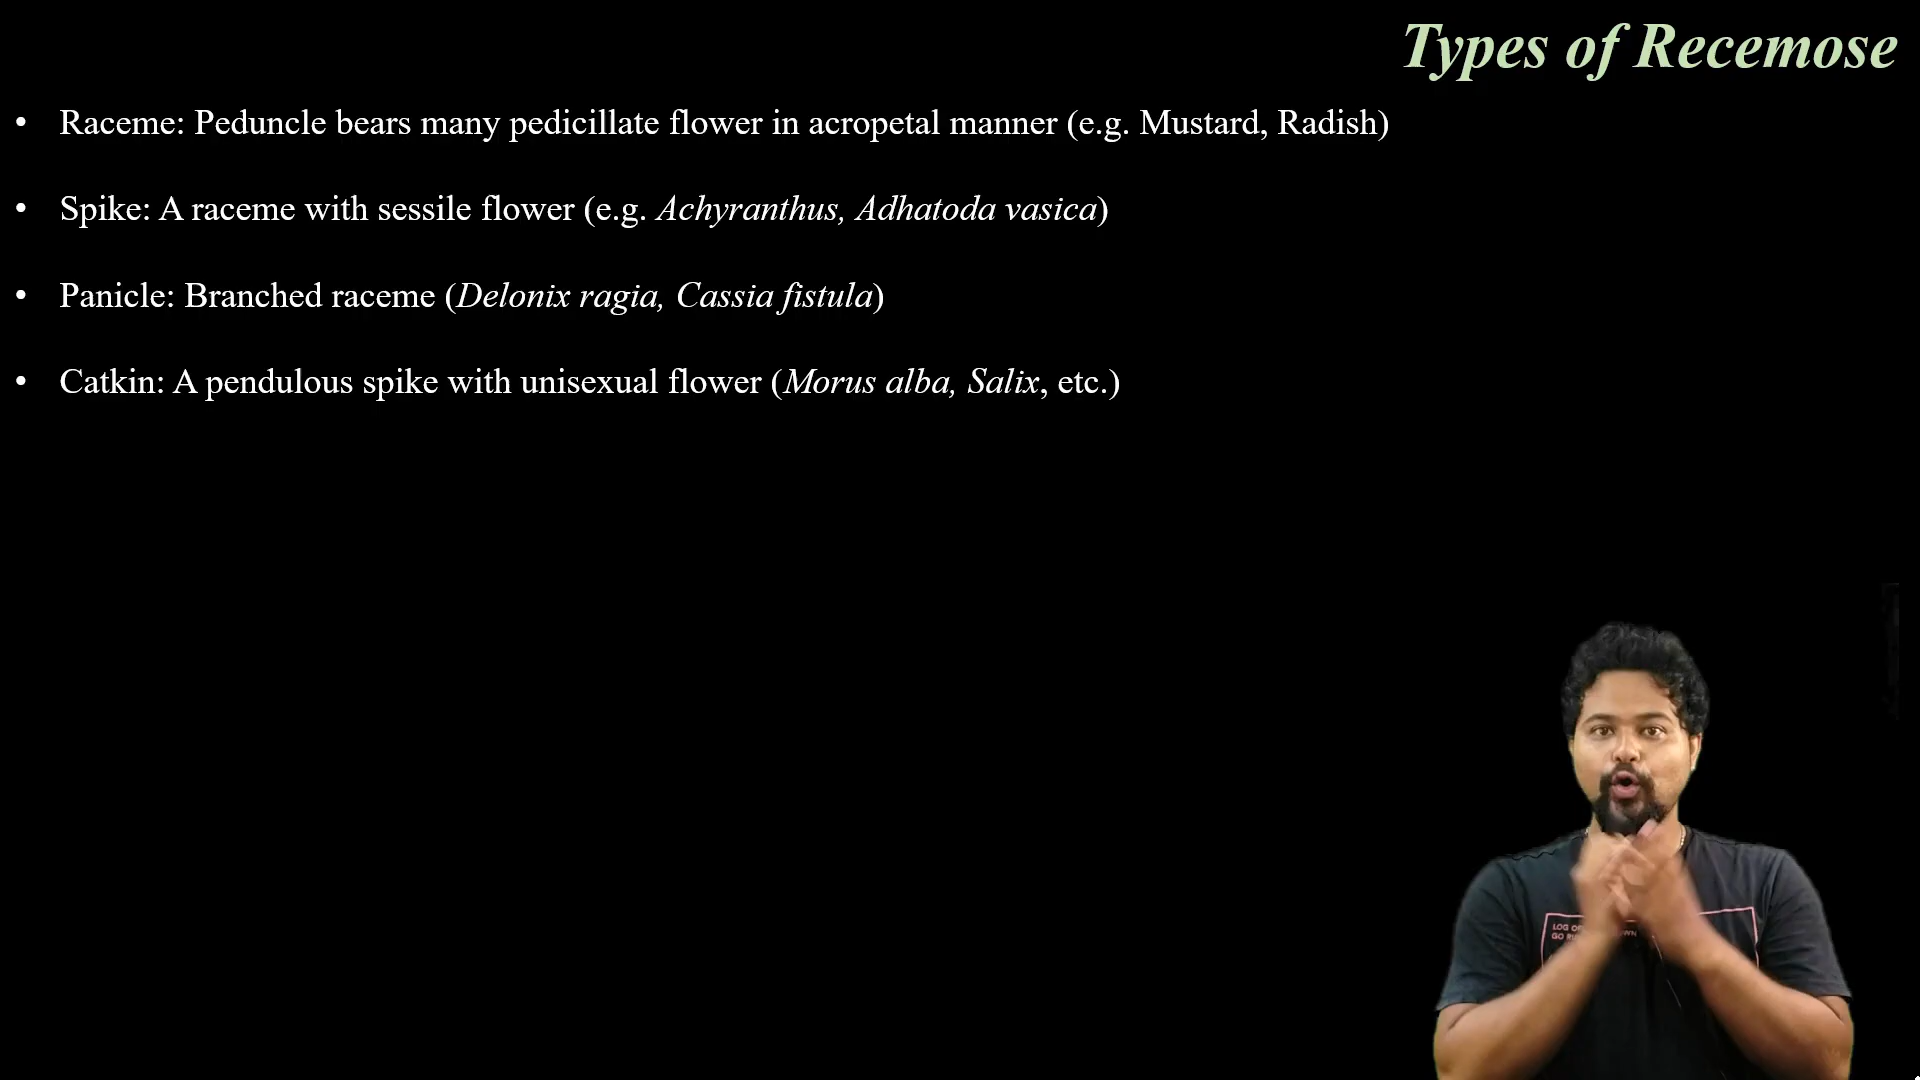 Types of Recemose
• Raceme: Peduncle bears many pedicillate flower in acropetal manner (e.g. Mustard, Radish)
• Spike: A raceme with sessile flower (e.g. Achyranthus, Adhatoda vasica)
• Panicle: Branched raceme (Delonix ragia, Cassia fistula)
• Catkin: A pendulous spike with unisexual flower (Morus alba, Salix, etc.)
LOG
GO